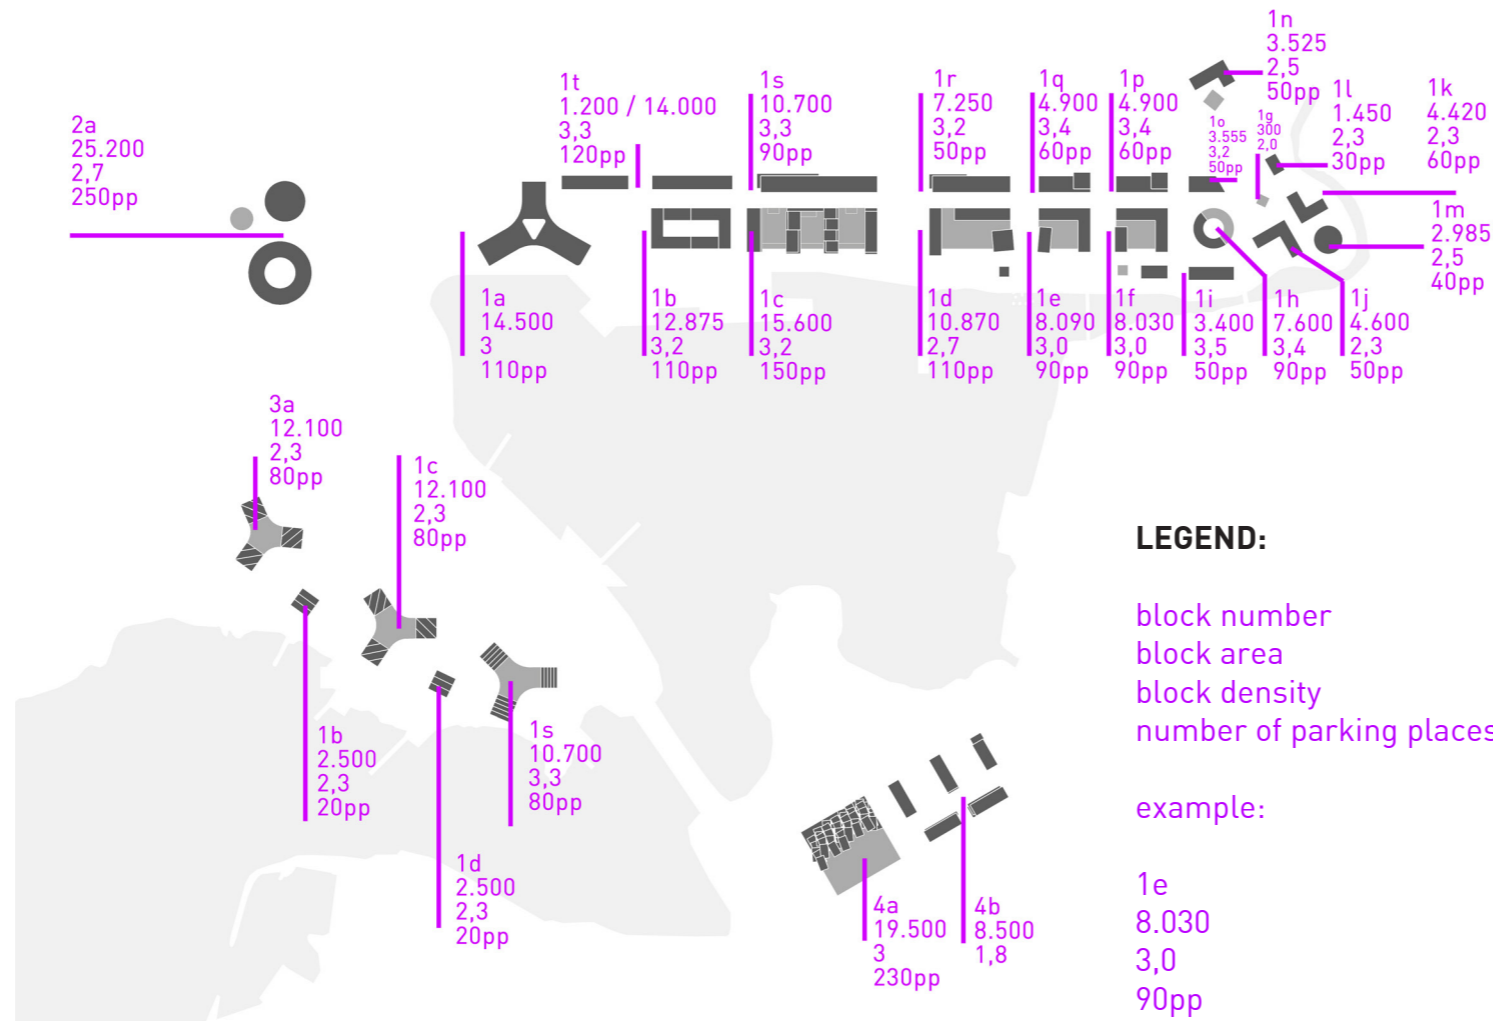 2a
25.200
2,7
250pp
1t
1.200 / 14.000
3,3
120pp
1s
10.700
3,3
90pp
1r
7.250
3,2
50pp
1q
4.900
3,4
60pp
1p
4.900
3,4
60pp
1n
3.525
2,5
50pp
1o
3.555
3,2
50pp
1g
300
2,0
1l
1.450
2,3
30pp
1k
4.420
2,3
60pp
1m
2.985
2,5
40pp
1a
14.500
3
110pp
1b
12.875
3,2
110pp
1c
15.600
3,2
150pp
1d
10.870
2,7
110pp
1e
8.090
3,0
90pp
1f
8.030
3,0
90pp
1i
3.400
3,5
50pp
1h
7.600
3,4
90pp
1j
4.600
2,3
50pp
3a
12.100
2,3
80pp
1c
12.100
2,3
80pp
1b
2.500
2,3
20pp
1d
2.500
2,3
20pp
1s
10.700
3,3
80pp
4a
19.500
3
230pp
4b
8.500
1,8
LEGEND:
block number
block area
block density
number of parking places
example:
1e
8.030
3,0
90pp